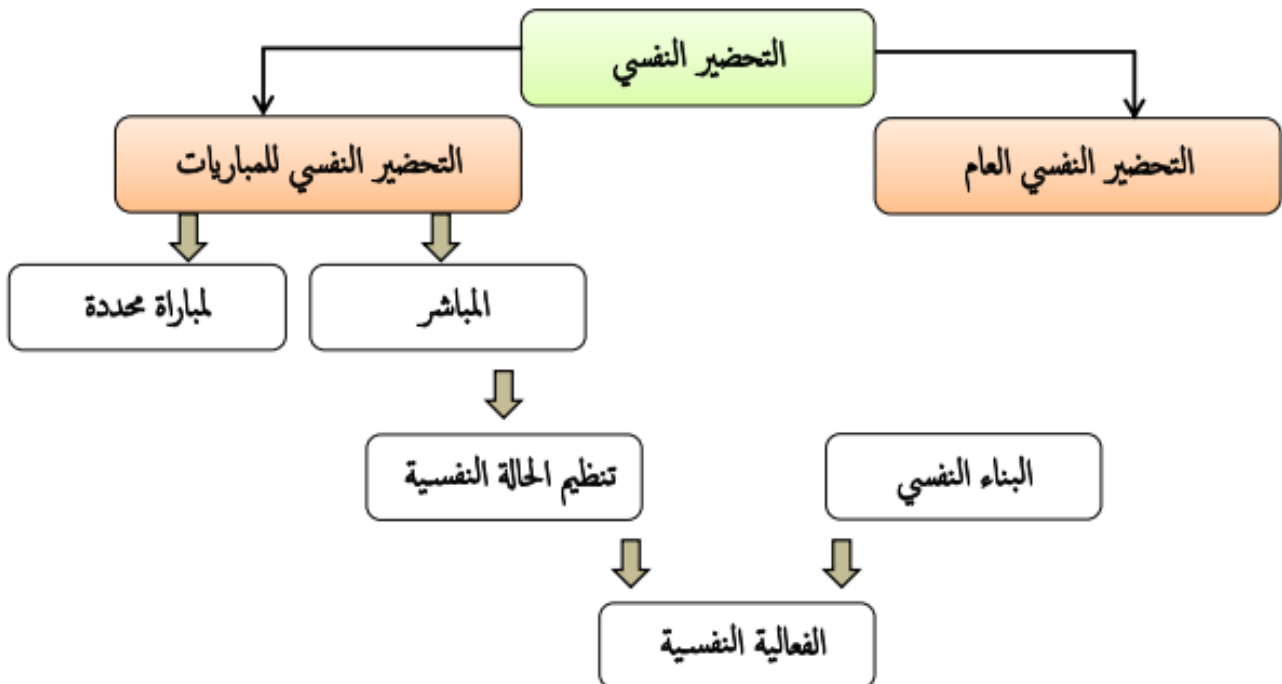 التحضير النفسي
التحضير النفسي العام
التحضير النفسي للمباريات
المباشر
لمباراة محددة
البناء النفسي
تنظيم الحالة النفسية
الفعالية النفسية